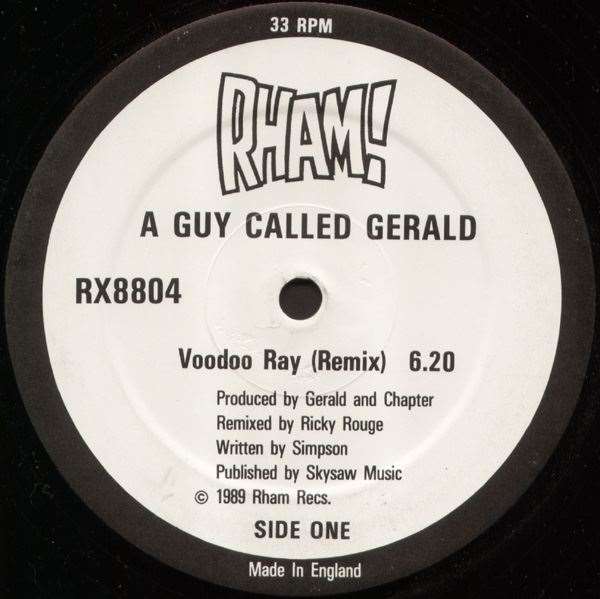 33 RPM
RHAM!
A GUY CALLED GERALD
RX8804
Voodoo Ray (Remix) 6.20
Produced by Gerald and Chapter
Remixed by Ricky Rouge
Written by Simpson
Published by Skysaw Music
© 1989 Rham Recs.
SIDE ONE
Made In England